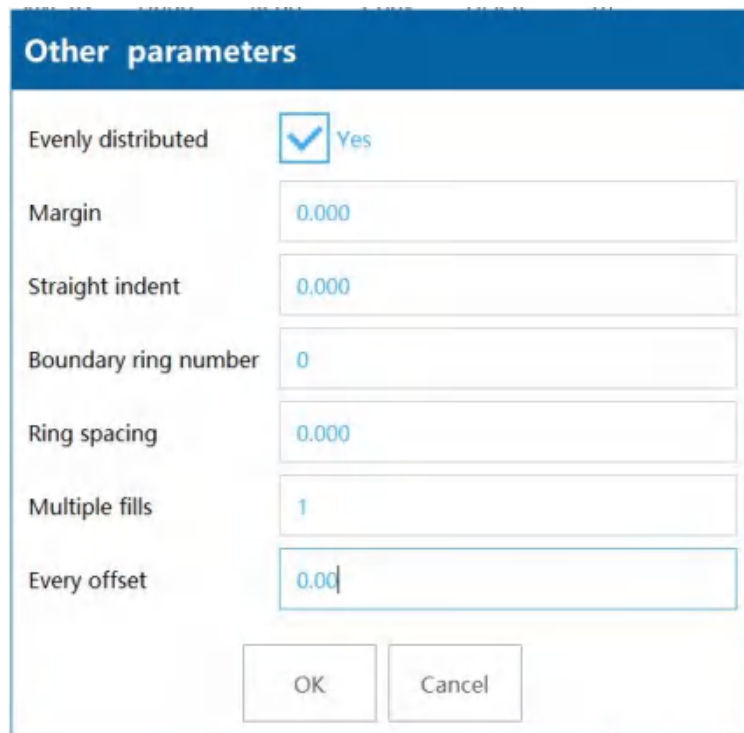 Other parameters
Evenly distributed Yes
Margin 0.000
Straight indent 0.000
Boundary ring number 0
Ring spacing 0.000
Multiple fills 1
Every offset 0.00
OK Cancel